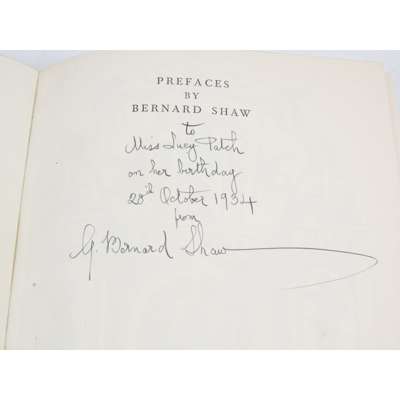 PREFACES
BY
BERNARD SHAW
to
Miss Lucy Patch
on her birthday
20th October 1934
from
G. Bernard Shaw